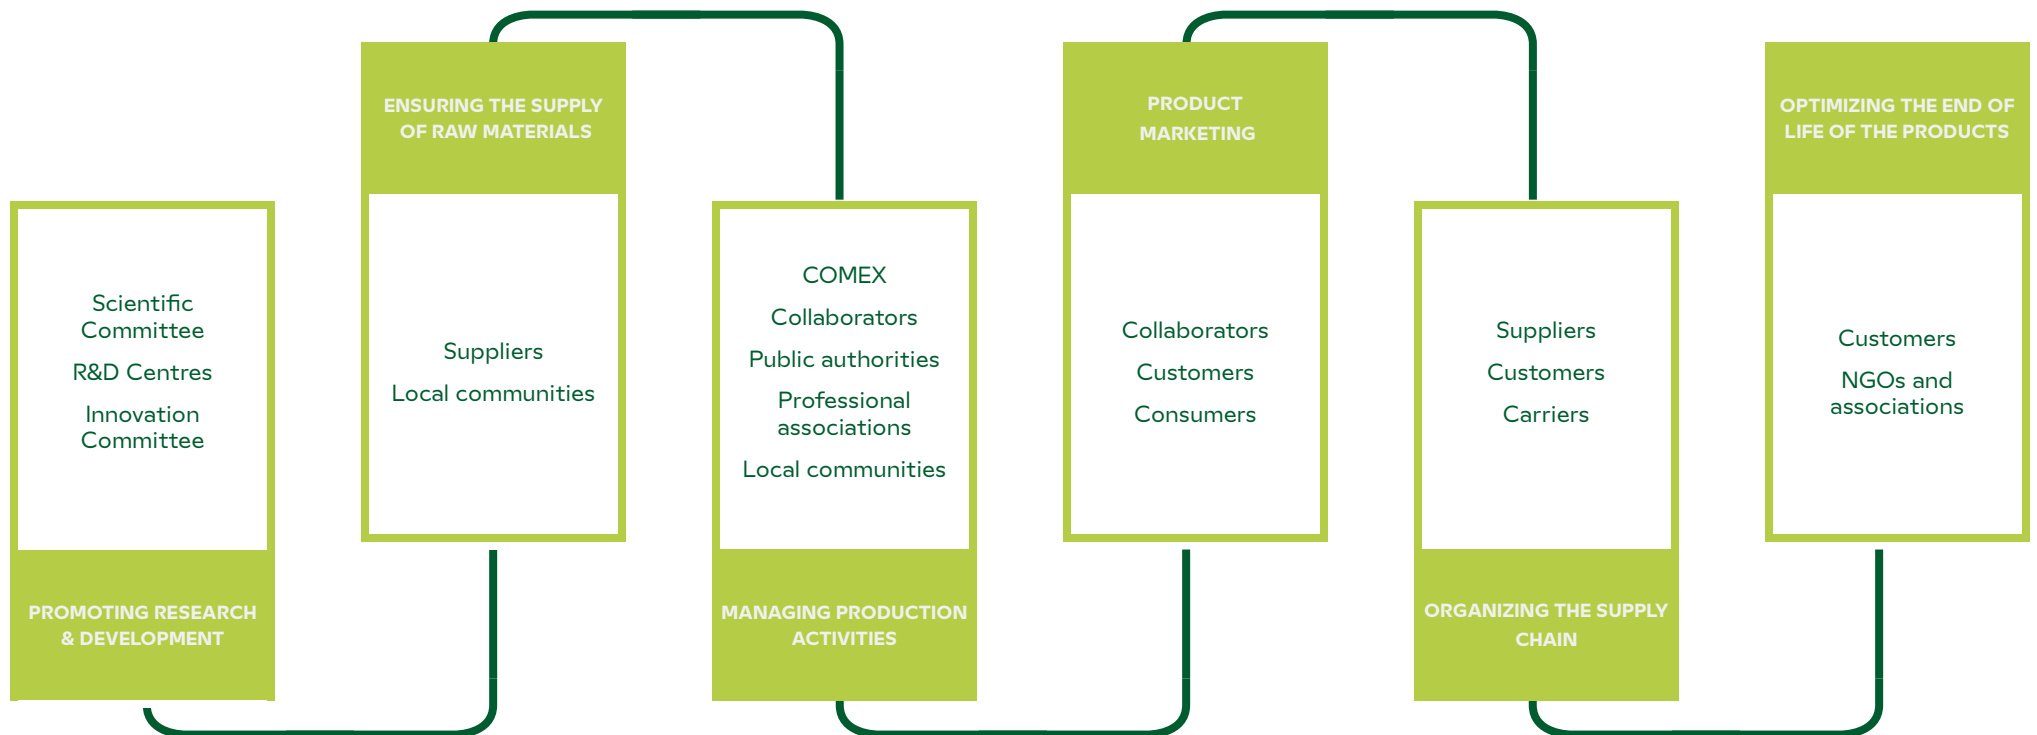 Scientific
Committee
R&D Centres
Innovation
Committee
PROMOTING RESEARCH
& DEVELOPMENT
ENSURING THE SUPPLY
OF RAW MATERIALS
Suppliers
Local communities
COMEX
Collaborators
Public authorities
Professional
associations
Local communities
MANAGING PRODUCTION
ACTIVITIES
PRODUCT
MARKETING
Collaborators
Customers
Consumers
Suppliers
Customers
Carriers
ORGANIZING THE SUPPLY
CHAIN
OPTIMIZING THE END OF
LIFE OF THE PRODUCTS
Customers
NGOs and
associations